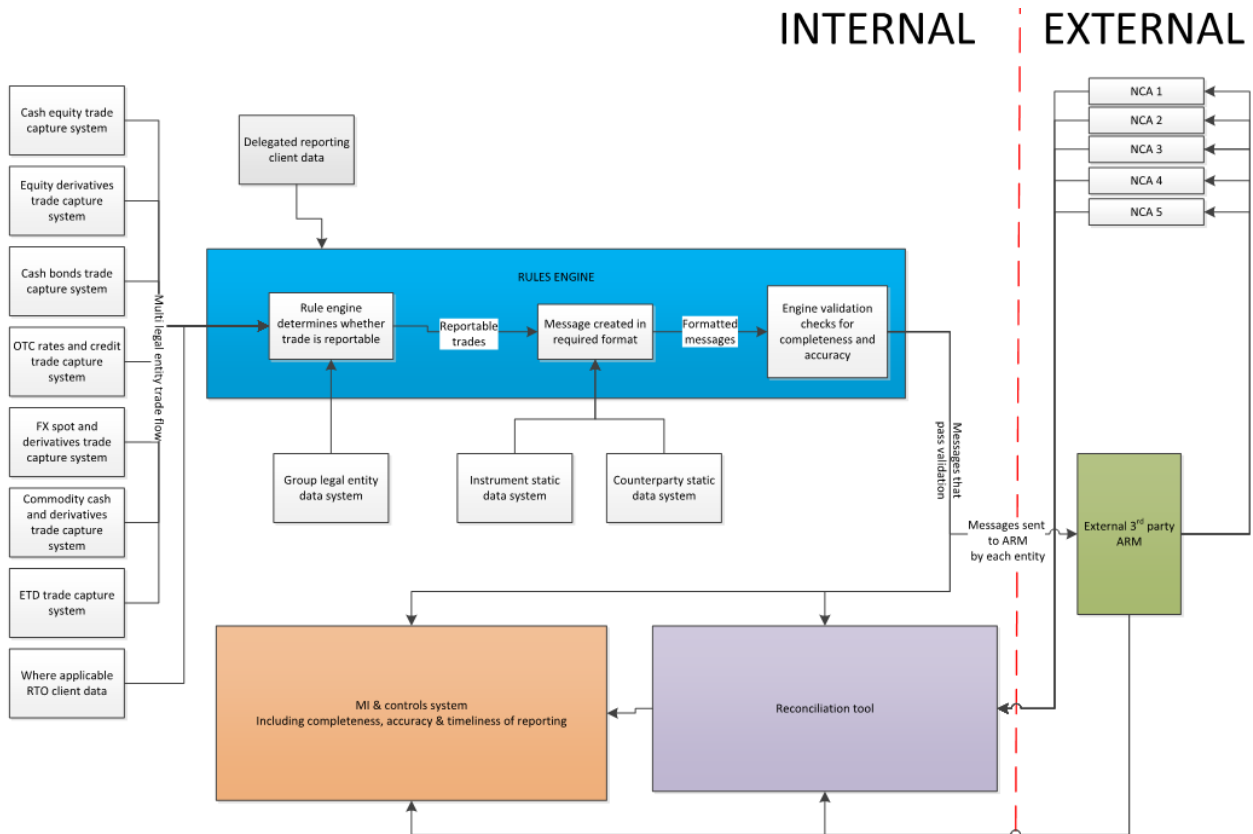 INTERNAL
EXTERNAL
Cash equity trade
capture system
Equity derivatives
trade capture
system
Cash bonds trade
capture system
OTC rates and credit
trade capture
system
FX spot and
derivatives trade
capture system
Commodity cash
and derivatives
trade capture
system
ETD trade capture
system
Where applicable
RTO client data
Multi legal entity trade flow
Delegated reporting
client data
RULES ENGINE
Rule engine
determines whether
trade is reportable
Reportable
trades
Message created in
required format
Formatted
messages
Engine validation
checks for
completeness and
accuracy
Group legal entity
data system
Instrument static
data system
Counterparty static
data system
Messages that
pass validation
Messages sent
to ARM
by each entity
NCA 1
NCA 2
NCA 3
NCA 4
NCA 5
External 3rd party
ARM
MI & controls system
Including completeness, accuracy & timeliness of reporting
Reconciliation tool